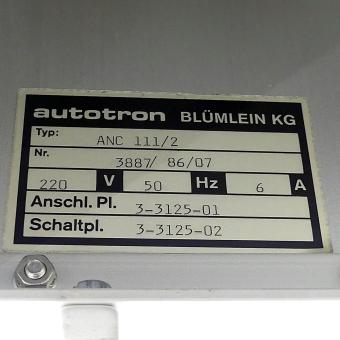 autotron BLÜMLEIN KG
Typ: ANC 111/2
Nr. 3887/ 86/07
220 V 50 Hz 6 A
Anschl. Pl. 3-3125-01
Schaltpl. 3-3125-02